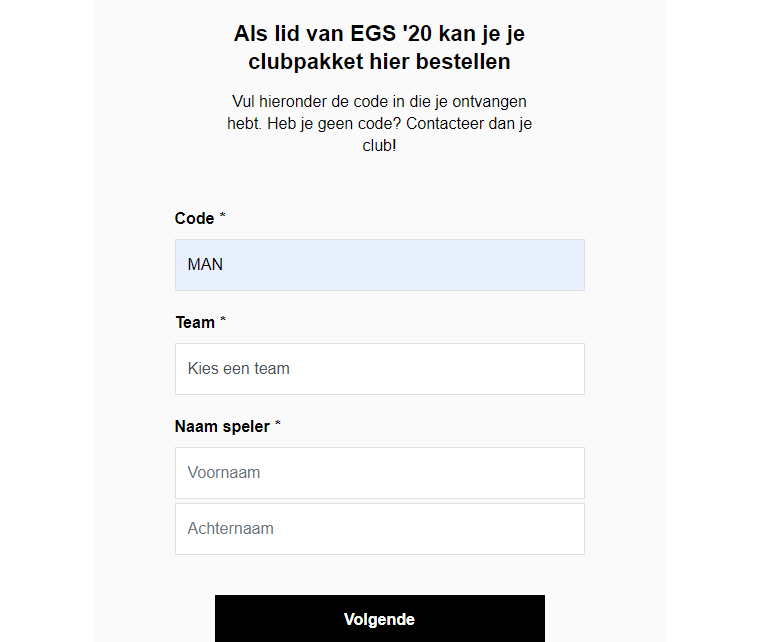 Als lid van EGS '20 kan je je
clubpakket hier bestellen
Vul hieronder de code in die je ontvangen
hebt. Heb je geen code? Contacteer dan je
club!
Code *
MAN
Team *
Kies een team
Naam speler *
Voornaam
Achternaam
Volgende